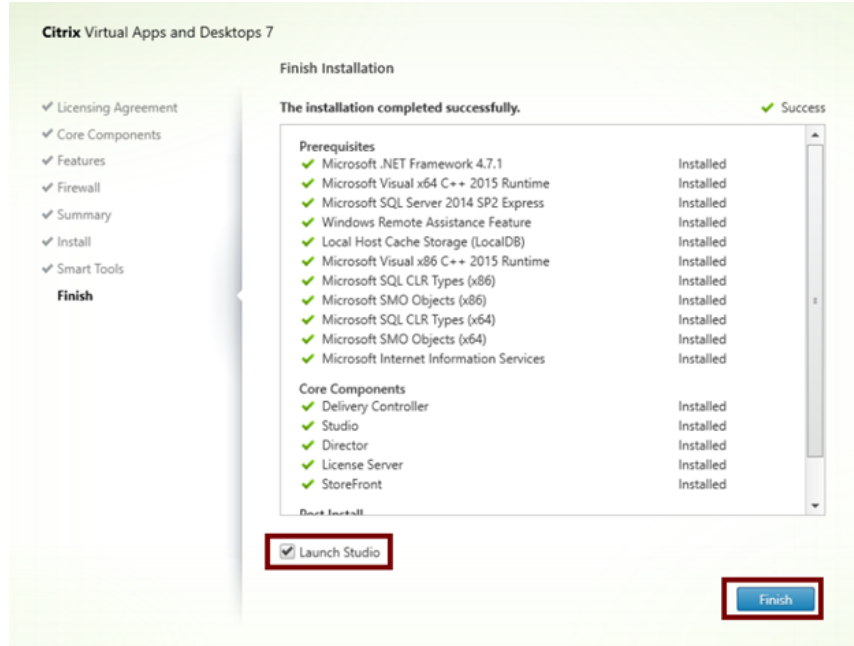 Citrix Virtual Apps and Desktops 7
Finish Installation
Licensing Agreement
Core Components
Features
Firewall
Summary
Install
Smart Tools
Finish
The installation completed successfully. Success
Prerequisites
Microsoft .NET Framework 4.7.1 Installed
Microsoft Visual x64 C++ 2015 Runtime Installed
Microsoft SQL Server 2014 SP2 Express Installed
Windows Remote Assistance Feature Installed
Local Host Cache Storage (LocalDB) Installed
Microsoft Visual x86 C++ 2015 Runtime Installed
Microsoft SQL CLR Types (x86) Installed
Microsoft SMO Objects (x86) Installed
Microsoft SQL CLR Types (x64) Installed
Microsoft SMO Objects (x64) Installed
Microsoft Internet Information Services Installed
Core Components
Delivery Controller Installed
Studio Installed
Director Installed
License Server Installed
StoreFront Installed
Post Install
Launch Studio
Finish